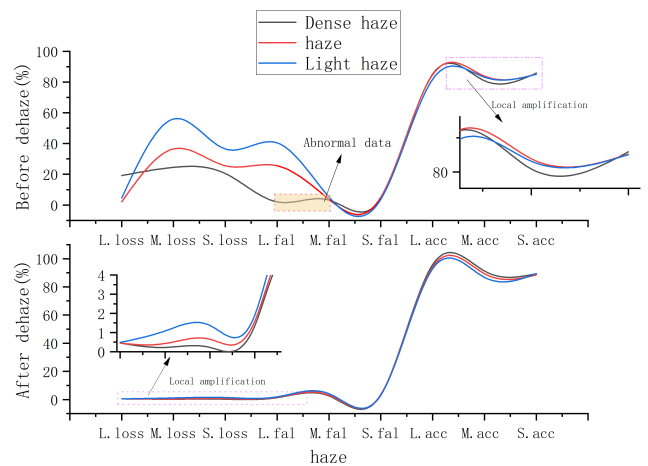 Dense haze
haze
Light haze
Before dehaze(%)
100
80
60
40
20
0
Abnormal data
Local amplification
80
L.loss M.loss S.loss L.fal M.fal S.fal L.acc M.acc S.acc
After dehaze(%)
100
80
60
40
20
0
4
3
2
1
0
Local amplification
L.loss M.loss S.loss L.fal M.fal S.fal L.acc M.acc S.acc
haze